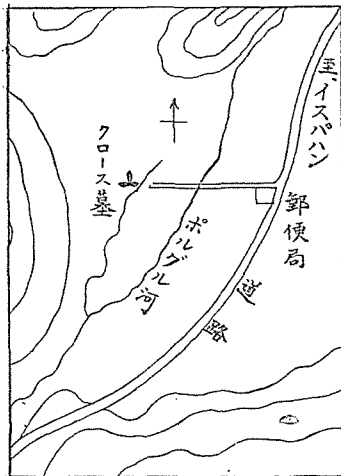 至、イスパハン
郵便局
道路
ポルグル河
クロース墓